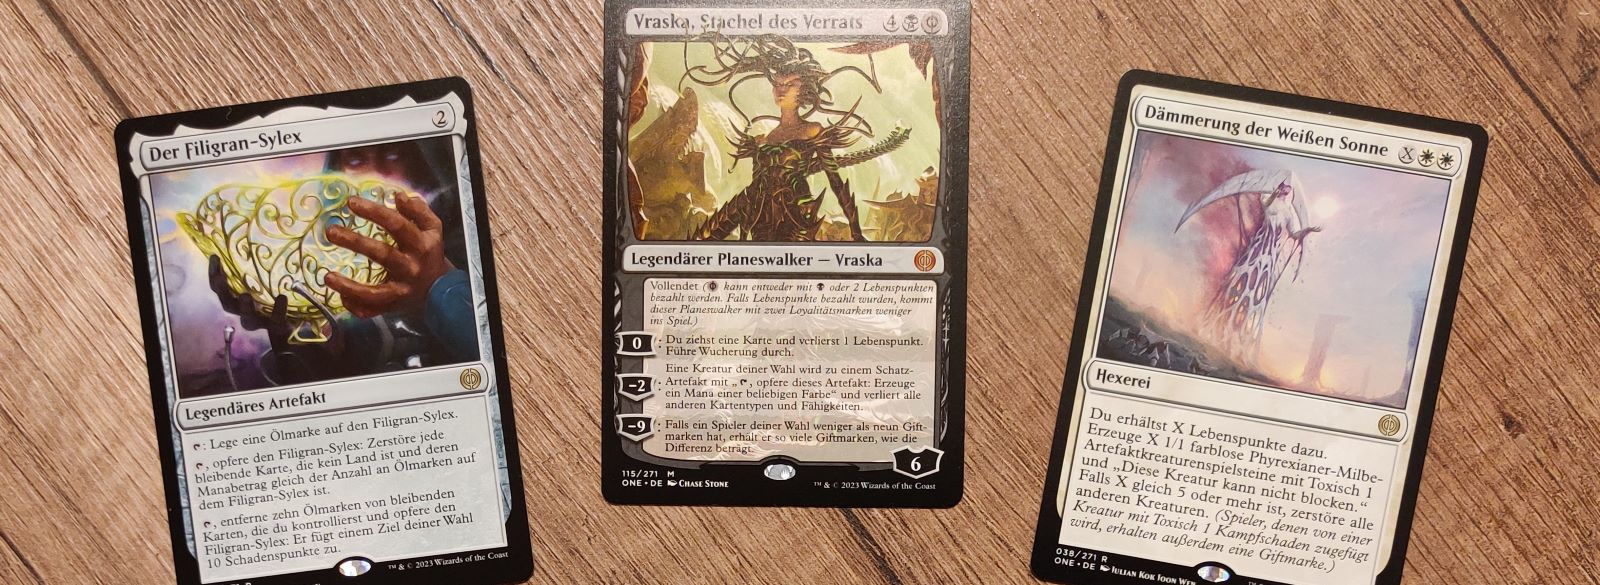 Der Filigran-Sylex
2
Legendäres Artefakt
: Lege eine Ölmarke auf den Filigran-Sylex.
, opfere den Filigran-Sylex: Zerstöre jede
bleibende Karte, die kein Land ist und deren
Manabetrag gleich der Anzahl an Ölmarken auf
dem Filigran-Sylex ist.
, entferne zehn Ölmarken von bleibenden
Karten, die du kontrollierst und opfere den
Filigran-Sylex: Er fügt einem Ziel deiner Wahl
10 Schadenspunkte zu.
™ & © 2023 Wizards of the Coast
Vraska, Stachel des Verrats
4
Legendärer Planeswalker — Vraska
Vollendet ( kann entweder mit oder 2 Lebenspunkten
bezahlt werden. Falls Lebenspunkte bezahlt wurden, kommt
dieser Planeswalker mit zwei Loyalitätsmarken weniger
ins Spiel.)
0 : Du ziehst eine Karte und verlierst 1 Lebenspunkt.
Führe Wucherung durch.
Eine Kreatur deiner Wahl wird zu einem Schatz-
-2 : Artefakt mit „ , opfere dieses Artefakt: Erzeuge
ein Mana einer beliebigen Farbe“ und verliert alle
anderen Kartentypen und Fähigkeiten.
-9 : Falls ein Spieler deiner Wahl weniger als neun Gift-
marken hat, erhält er so viele Giftmarken, wie die
Differenz beträgt.
6
115/271 M
ONE • DE CHASE STONE
™ & © 2023 Wizards of the Coast
Dämmerung der Weißen Sonne
X
Hexerei
Du erhältst X Lebenspunkte dazu.
Erzeuge X 1/1 farblose Phyrexianer-Milbe-
Artefaktkreaturenspielsteine mit Toxisch 1
und „Diese Kreatur kann nicht blocken.“
Falls X gleich 5 oder mehr ist, zerstöre alle
anderen Kreaturen. (Spieler, denen von einer
Kreatur mit Toxisch 1 Kampfschaden zugefügt
wird, erhalten außerdem eine Giftmarke.)
038/271 R
ONE • DE JULIAN KOK JOON WEN